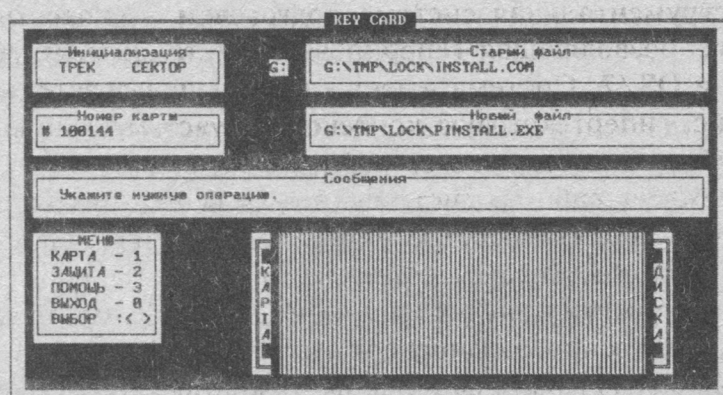 KEY CARD
Инициализация
ТРЕК СЕКТОР
G:
Старый файл
G:\TMP\LOCK\INSTALL.COM
Номер карты
# 100144
Новый файл
G:\TMP\LOCK\PINSTALL.EXE
Сообщения
Укажите нужную операцию.
МЕНЮ
КАРТА - 1
ЗАЩИТА - 2
ПОМОЩЬ - 3
ВЫХОД - 0
ВЫБОР :< >
КАРТА
ДИСКА